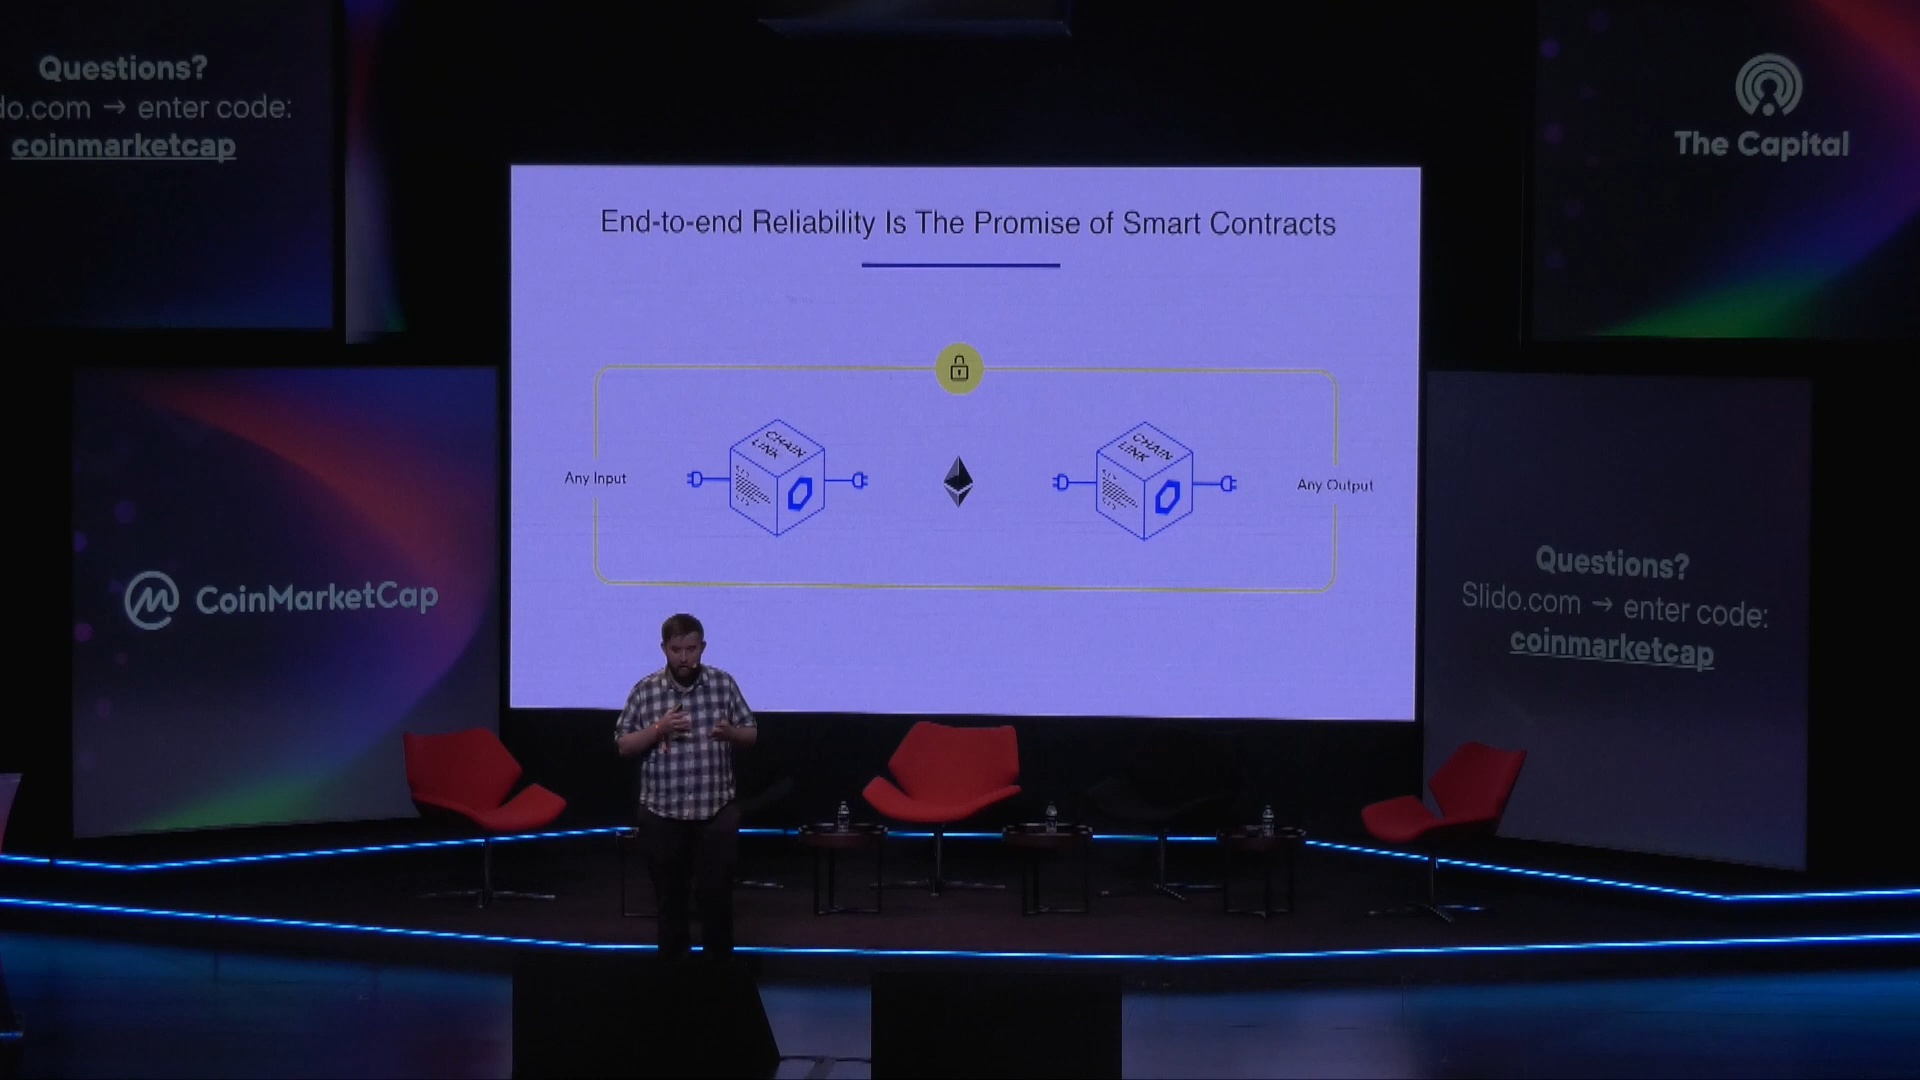 Questions?
do.com → enter code:
coinmarketcap
The Capital
End-to-end Reliability Is The Promise of Smart Contracts
Any Input
CHAIN
LINK
CHAIN
LINK
Any Output
CoinMarketCap
Questions?
Slido.com → enter code:
coinmarketcap